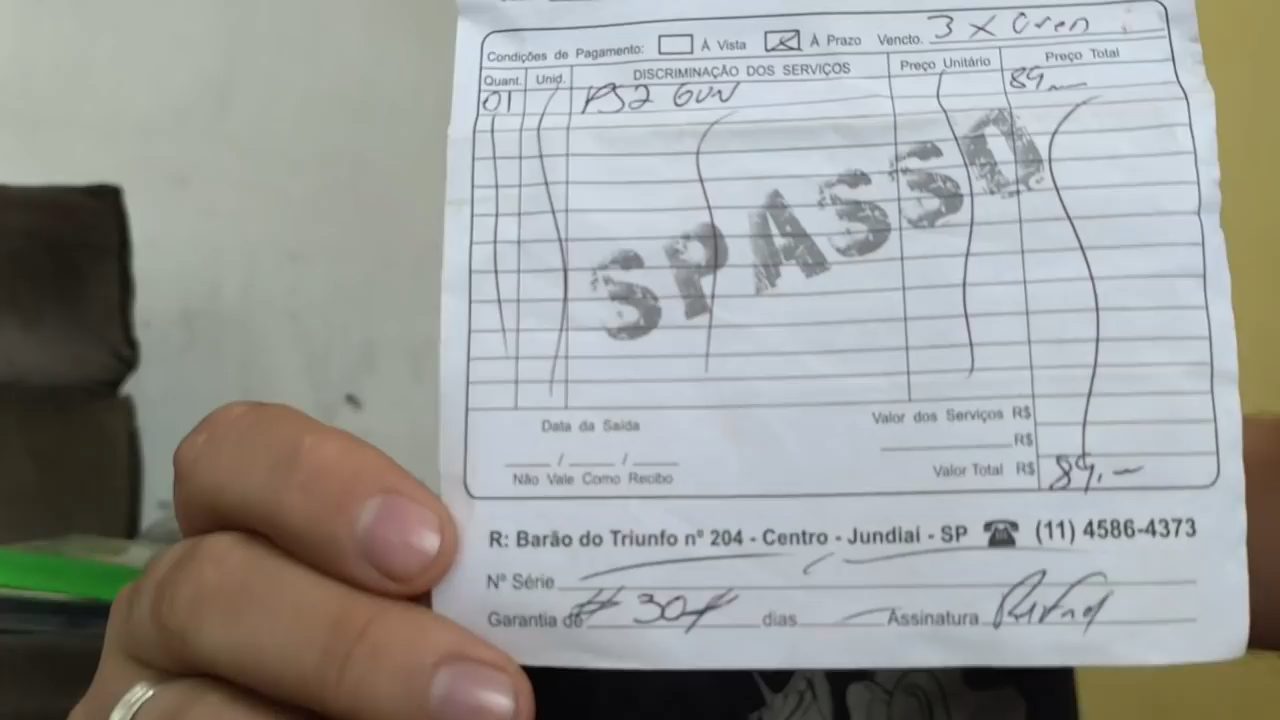 Condições de Pagamento: À Vista À Prazo Vencto. 3 X
Quant. Unid. DISCRIMINAÇÃO DOS SERVIÇOS Preço Unitário Preço Total
01 PS2 GUN 89,
SPASSO
Data da Saída Valor dos Serviços R$
/ / R$
Não Vale Como Recibo Valor Total R$ 89,-
R: Barão do Triunfo nº 204 - Centro - Jundiaí - SP (11) 4586-4373
Nº Série
Garantia de # 30# dias Assinatura